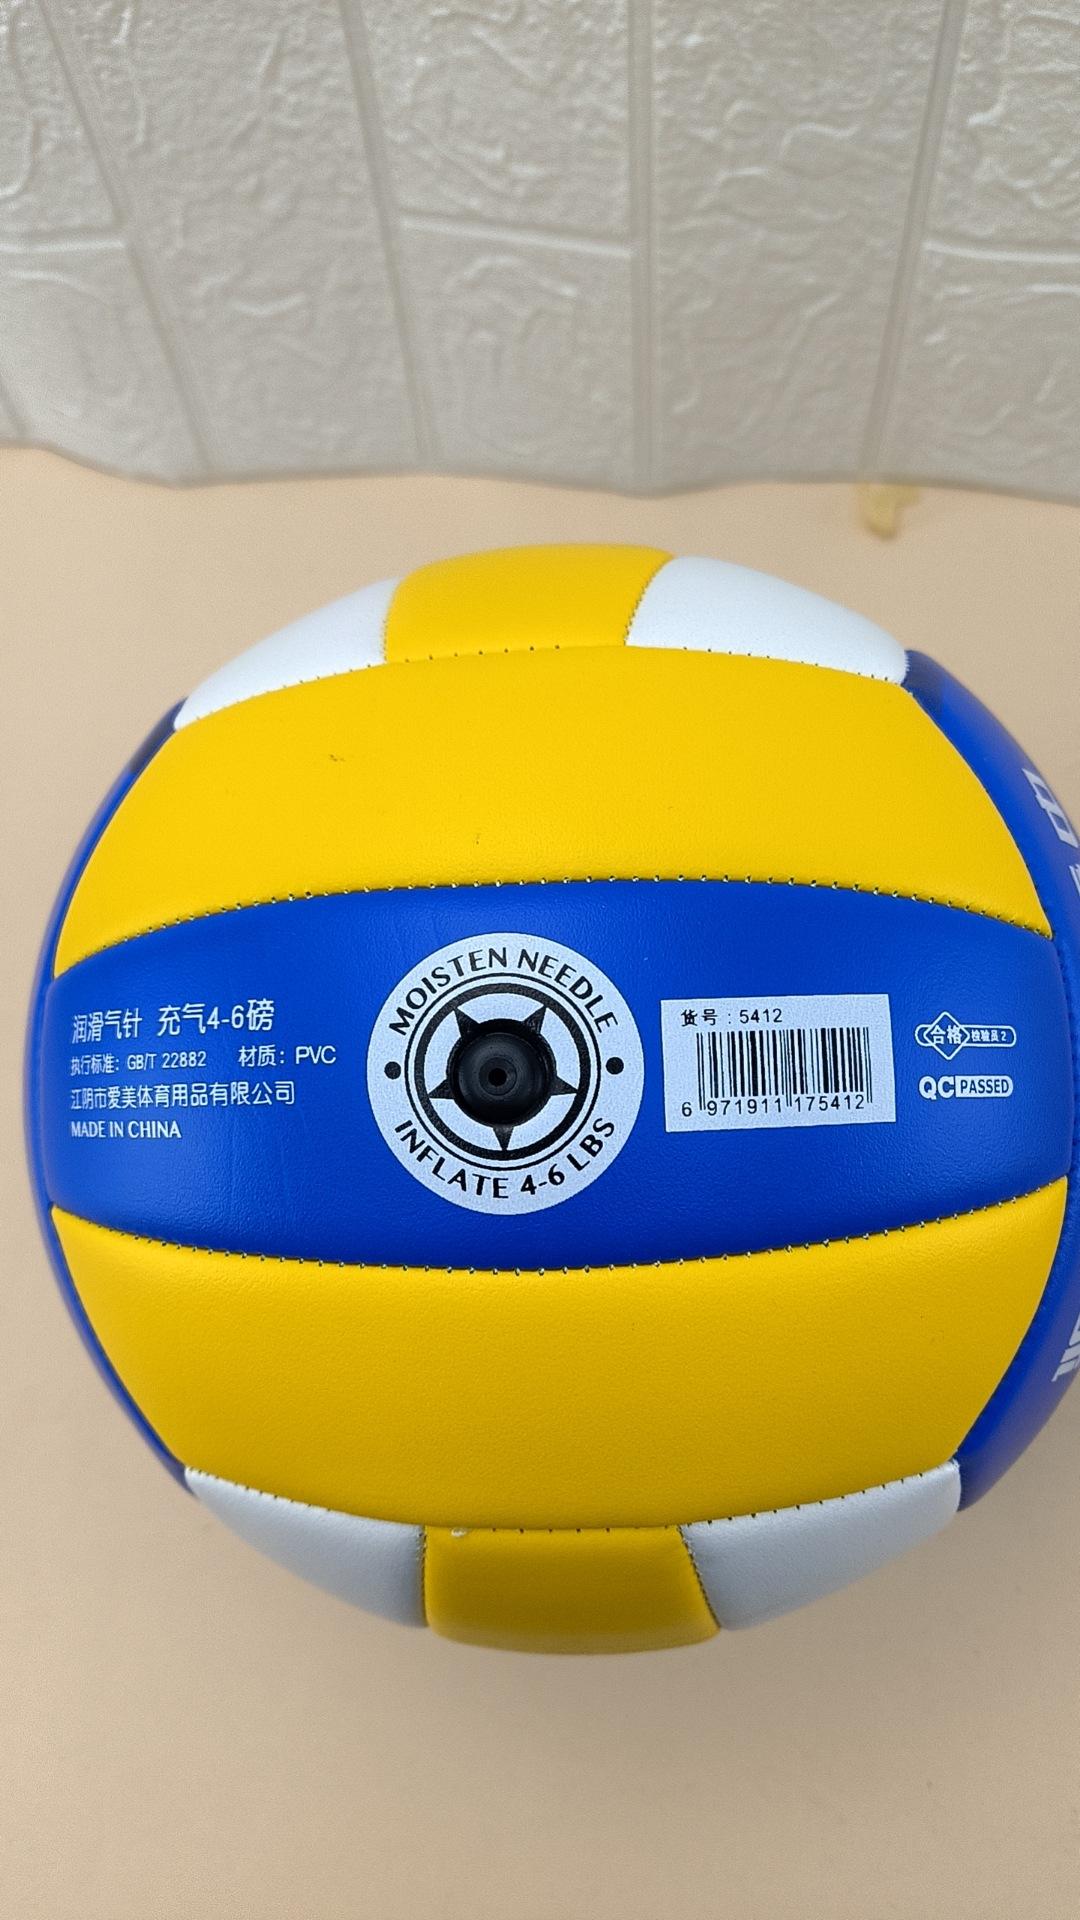 润滑气针 充气4-6磅
执行标准: GB/T 22882 材质: PVC
江阴市爱美体育用品有限公司
MADE IN CHINA
MOISTEN NEEDLE
INFLATE 4-6 LBS
货号:5412
6 971911 175412
合格 检验员2
QC PASSED